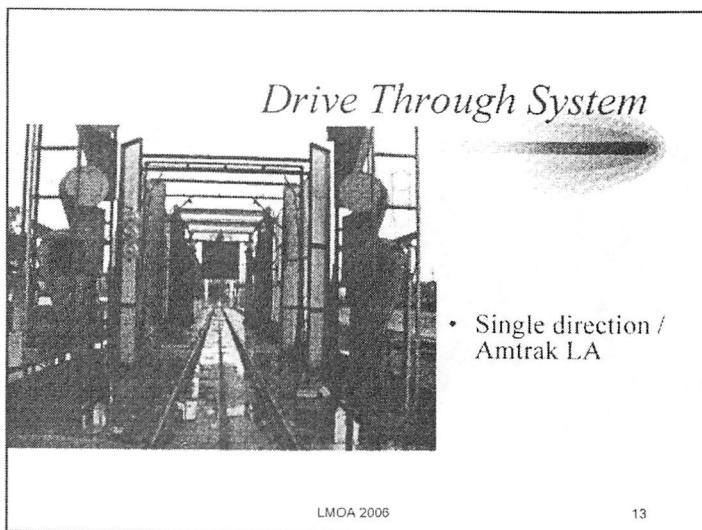 Drive Through System
• Single direction /
Amtrak LA
LMOA 2006
13